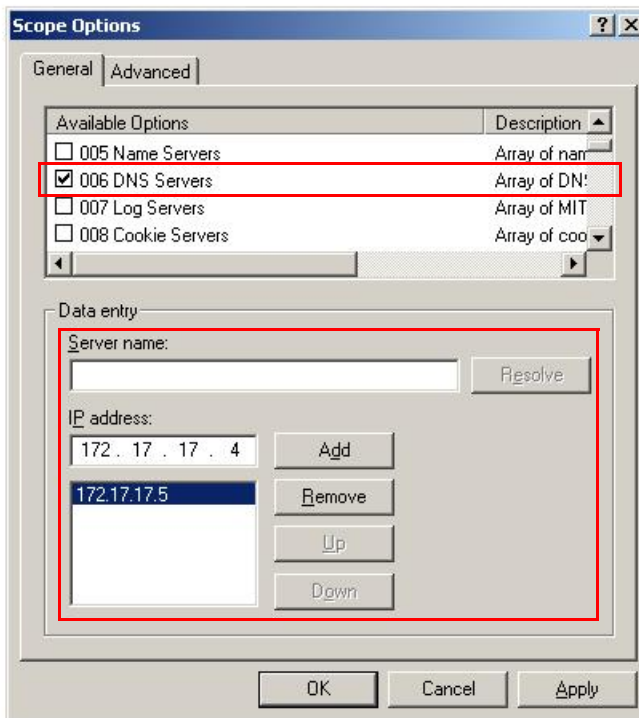 Scope Options
General Advanced
Available Options Description
005 Name Servers Array of nam
006 DNS Servers Array of DN
007 Log Servers Array of MIT
008 Cookie Servers Array of coo
Data entry
Server name:
Resolve
IP address:
172 . 17 . 17 . 4 Add
172.17.17.5 Remove
Up
Down
OK Cancel Apply